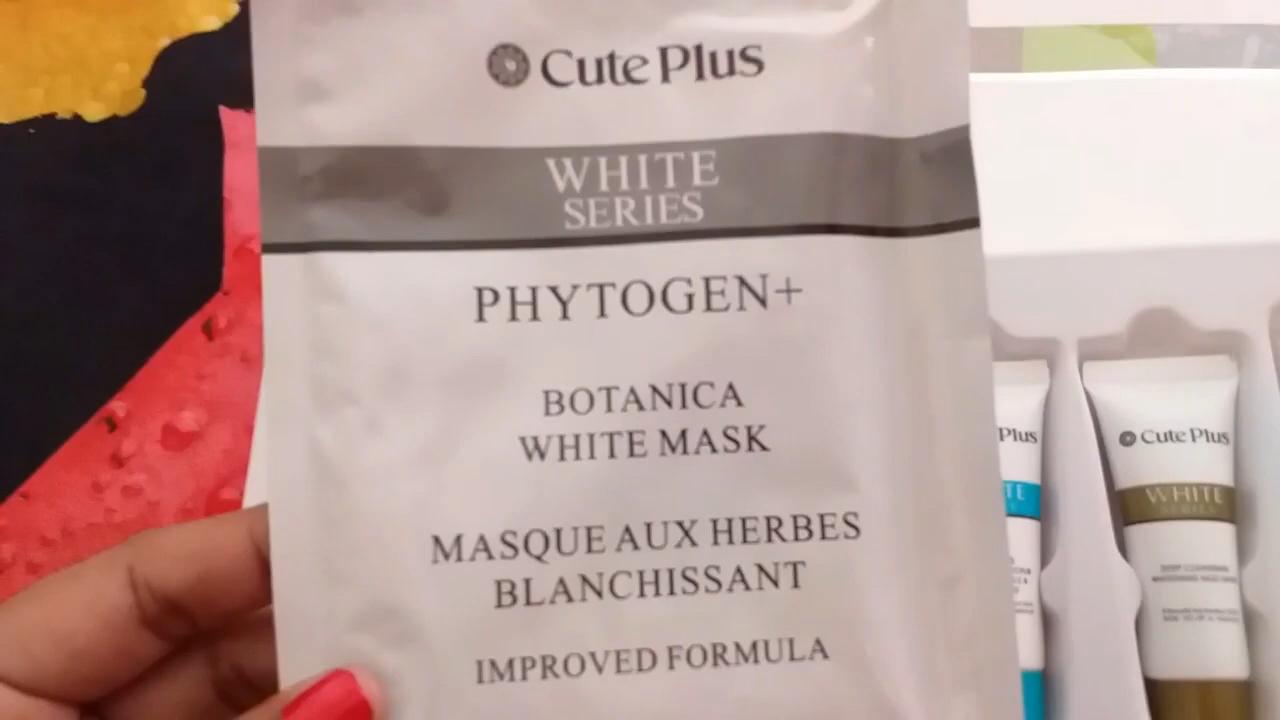 Cute Plus
WHITE
SERIES
PHYTOGEN+
BOTANICA
WHITE MASK
MASQUE AUX HERBES
BLANCHISSANT
IMPROVED FORMULA
Plus
Cute Plus
WHITE
SERIES